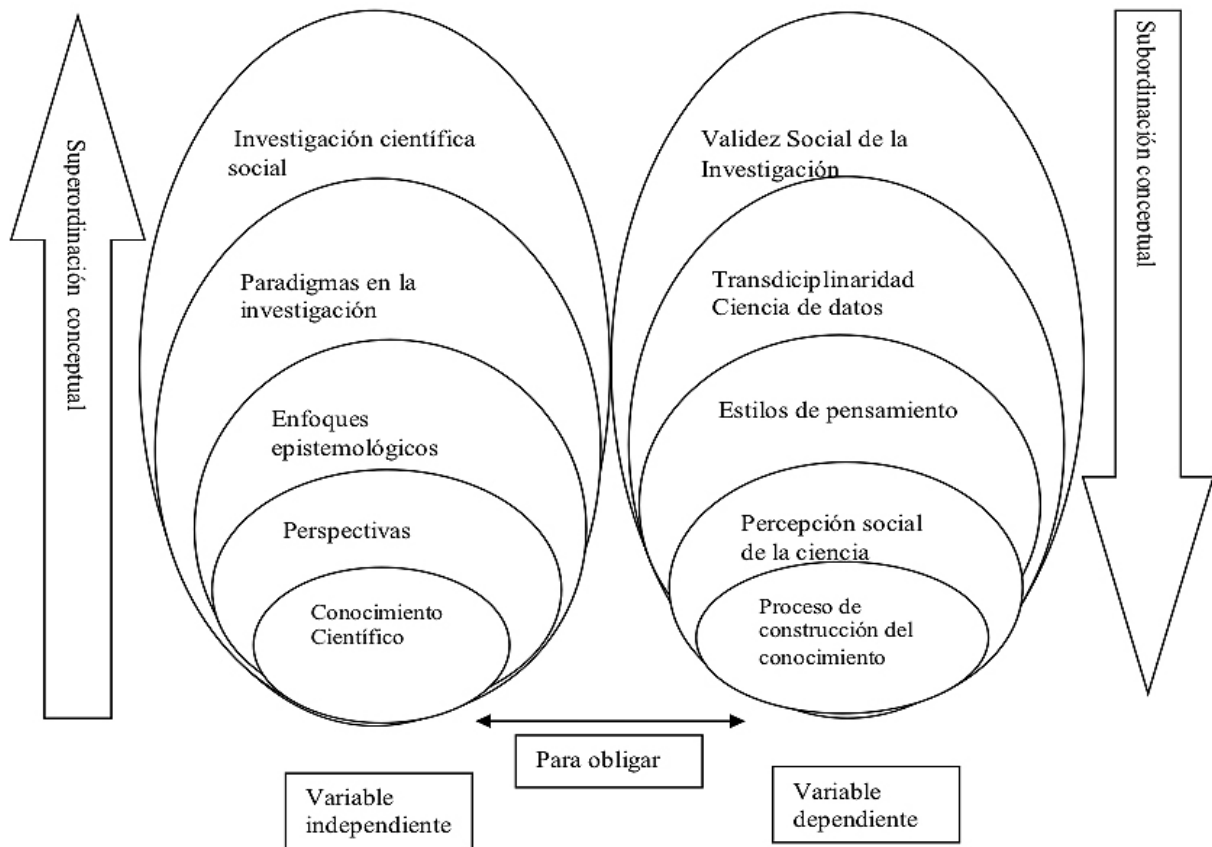 Superordinación conceptual
Investigación científica
social
Paradigmas en la
investigación
Enfoques
epistemológicos
Perspectivas
Conocimiento
Científico
Validez Social de la
Investigación
Transdiciplinaridad
Ciencia de datos
Estilos de pensamiento
Percepción social
de la ciencia
Proceso de
construcción del
conocimiento
Subordinación conceptual
Para obligar
Variable
independiente
Variable
dependiente